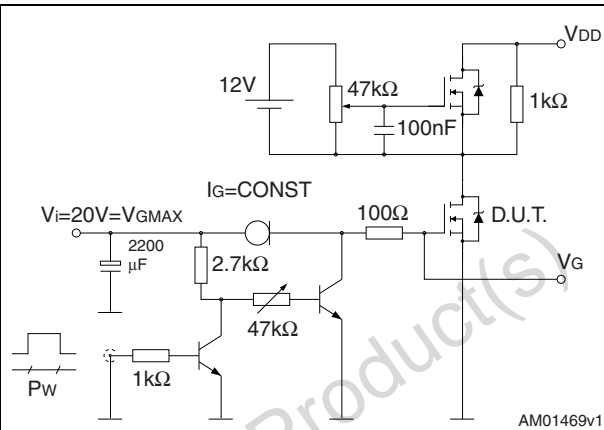 VDD
12V
47kΩ
1kΩ
100nF
IG=CONST
Vi=20V=VGMAX
100Ω
D.U.T.
2200
μF
2.7kΩ
VG
47kΩ
1kΩ
PW
Product(s)
AM01469v1